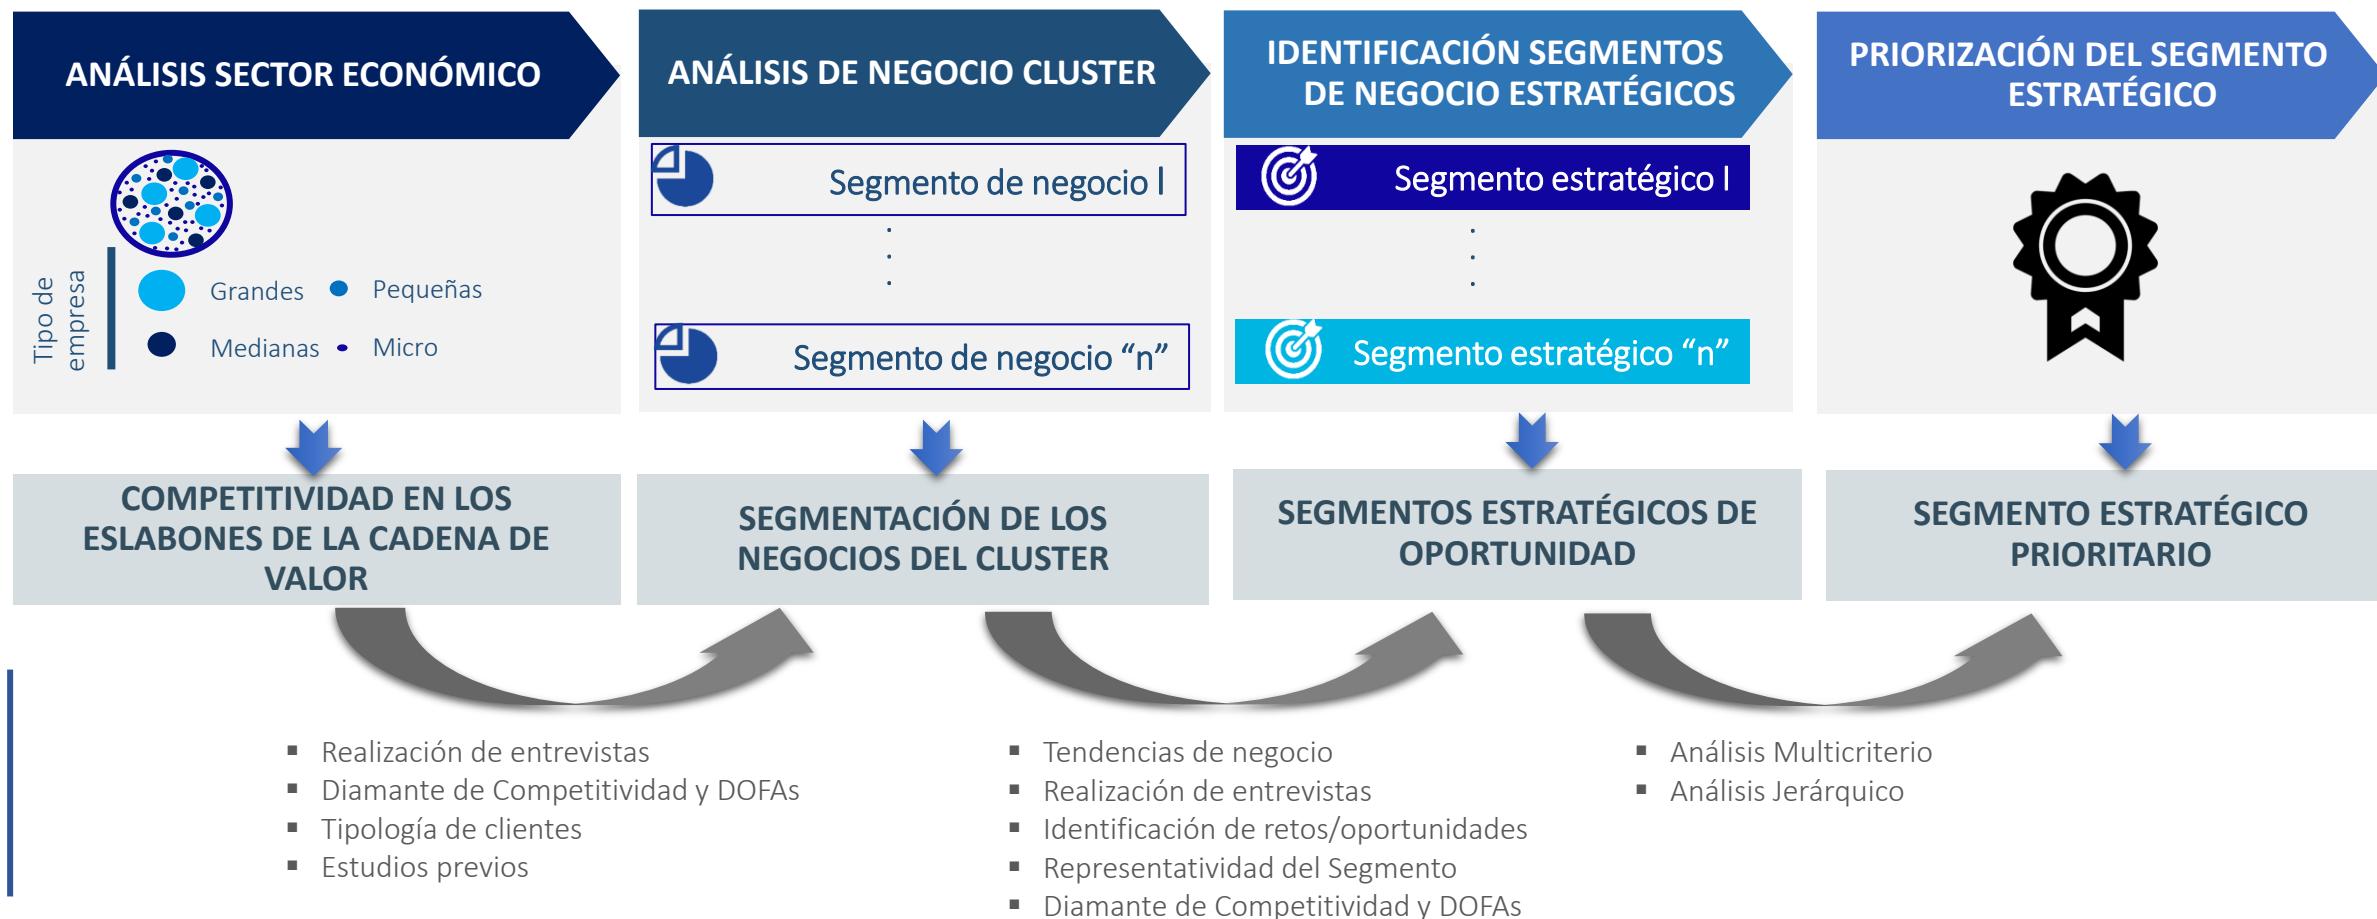 ANÁLISIS SECTOR ECONÓMICO
Tipo de
empresa
Grandes
Pequeñas
Medianas
Micro
COMPETITIVIDAD EN LOS
ESLABONES DE LA CADENA DE
VALOR
ANÁLISIS DE NEGOCIO CLUSTER
Segmento de negocio I
.
.
.
Segmento de negocio “n”
SEGMENTACIÓN DE LOS
NEGOCIOS DEL CLUSTER
IDENTIFICACIÓN SEGMENTOS
DE NEGOCIO ESTRATÉGICOS
Segmento estratégico I
.
.
.
Segmento estratégico “n”
SEGMENTOS ESTRATÉGICOS DE
OPORTUNIDAD
PRIORIZACIÓN DEL SEGMENTO
ESTRATÉGICO
SEGMENTO ESTRATÉGICO
PRIORITARIO
▪ Realización de entrevistas
▪ Diamante de Competitividad y DOFAs
▪ Tipología de clientes
▪ Estudios previos
▪ Tendencias de negocio
▪ Realización de entrevistas
▪ Identificación de retos/oportunidades
▪ Representatividad del Segmento
▪ Diamante de Competitividad y DOFAs
▪ Análisis Multicriterio
▪ Análisis Jerárquico